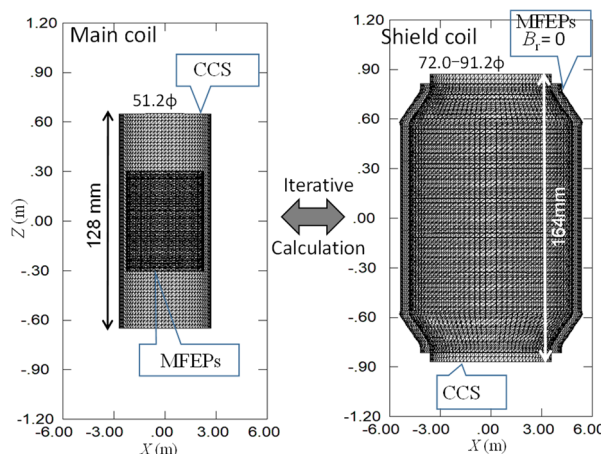 Main coil
CCS
51.2φ
1.20
.90
.60
.30
.00
-.30
-.60
-.90
-1.20
Z(m)
128 mm
MFEPs
-6.00
-3.00
.00
3.00
6.00
X(m)
Iterative
Calculation
Shield coil
MFEPs
Br= 0
72.0-91.2φ
1.20
.90
.60
.30
.00
-.30
-.60
-.90
-1.20
164mm
CCS
-6.00
-3.00
.00
3.00
6.00
X(m)